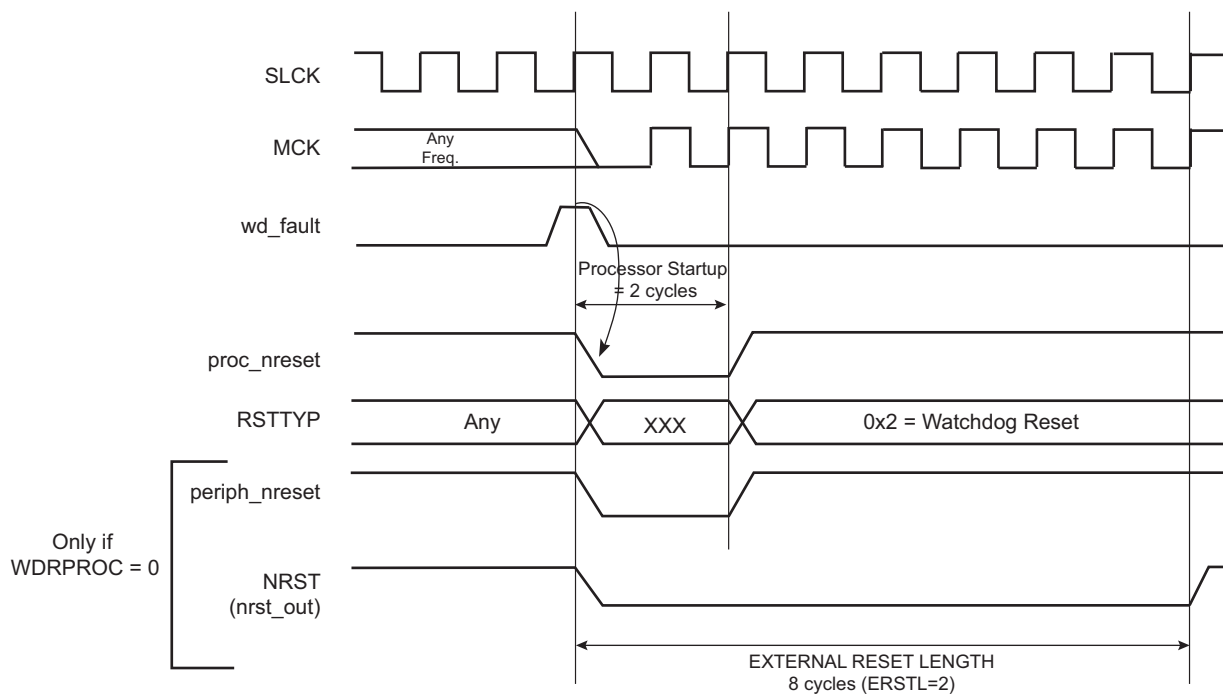 SLCK
MCK
Any
Freq.
wd_fault
Processor Startup
= 2 cycles
proc_nreset
RSTTYP
Any
XXX
0x2 = Watchdog Reset
periph_nreset
Only if
WDRPROC = 0
NRST
(nrst_out)
EXTERNAL RESET LENGTH
8 cycles (ERSTL=2)